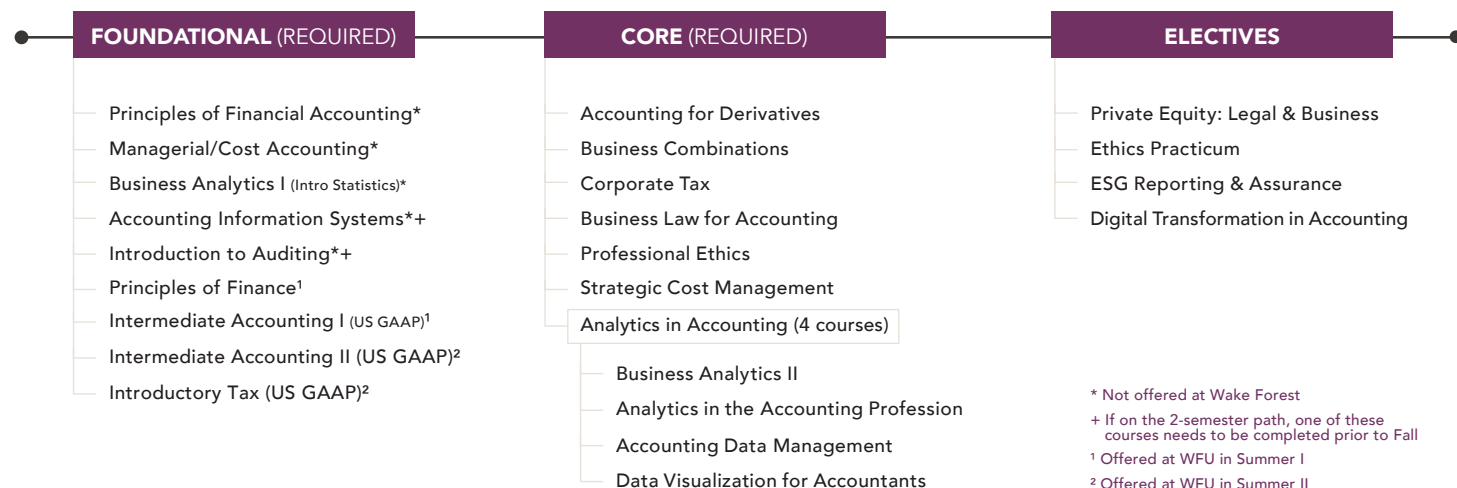 FOUNDATIONAL (REQUIRED)
Principles of Financial Accounting*
Managerial/Cost Accounting*
Business Analytics I (Intro Statistics)*
Accounting Information Systems*+
Introduction to Auditing*+
Principles of Finance¹
Intermediate Accounting I (US GAAP)¹
Intermediate Accounting II (US GAAP)²
Introductory Tax (US GAAP)²
CORE (REQUIRED)
Accounting for Derivatives
Business Combinations
Corporate Tax
Business Law for Accounting
Professional Ethics
Strategic Cost Management
Analytics in Accounting (4 courses)
Business Analytics II
Analytics in the Accounting Profession
Accounting Data Management
Data Visualization for Accountants
ELECTIVES
Private Equity: Legal & Business
Ethics Practicum
ESG Reporting & Assurance
Digital Transformation in Accounting
* Not offered at Wake Forest
+ If on the 2-semester path, one of these
courses needs to be completed prior to Fall
¹ Offered at WFU in Summer I
² Offered at WFU in Summer II